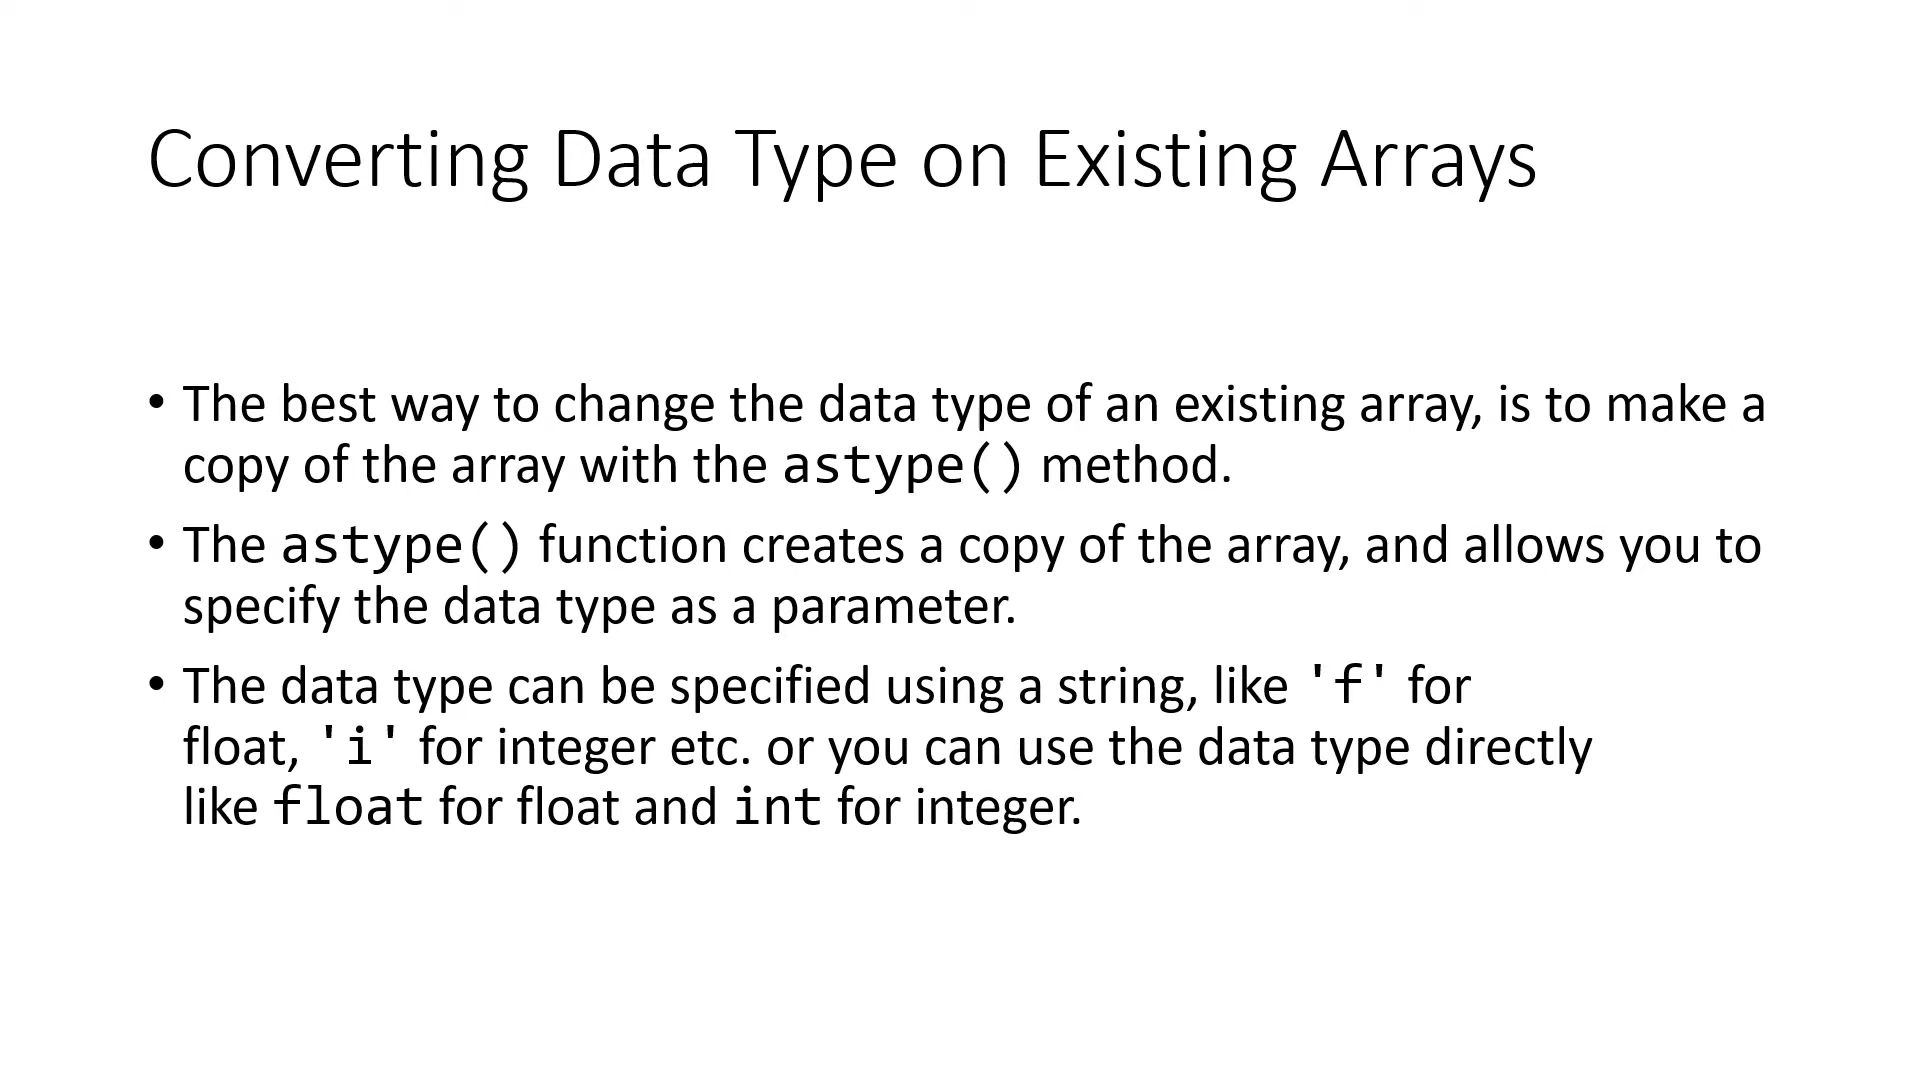 Converting Data Type on Existing Arrays
• The best way to change the data type of an existing array, is to make a
copy of the array with the astype() method.
• The astype() function creates a copy of the array, and allows you to
specify the data type as a parameter.
• The data type can be specified using a string, like 'f' for
float, 'i' for integer etc. or you can use the data type directly
like float for float and int for integer.